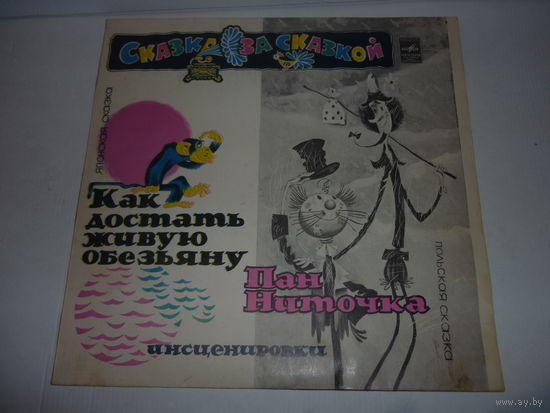 Сказка за сказкой
японская сказка
Как
достать
живую
обезьяну
Пан
Ниточка
польская сказка
инсценировки
www.ay.by